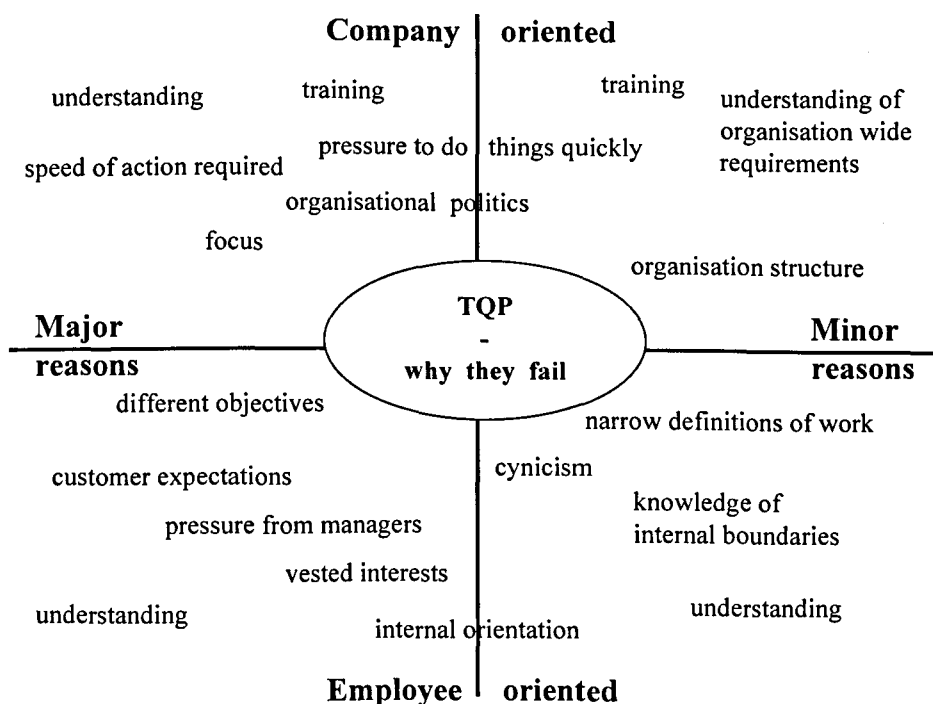 Company oriented
understanding
training
training
understanding of
organisation wide
requirements
pressure to do things quickly
speed of action required
organisational politics
focus
organisation structure
TQP
-
why they fail
Major
reasons
Minor
reasons
different objectives
narrow definitions of work
customer expectations
cynicism
knowledge of
internal boundaries
pressure from managers
vested interests
understanding
understanding
internal orientation
Employee oriented